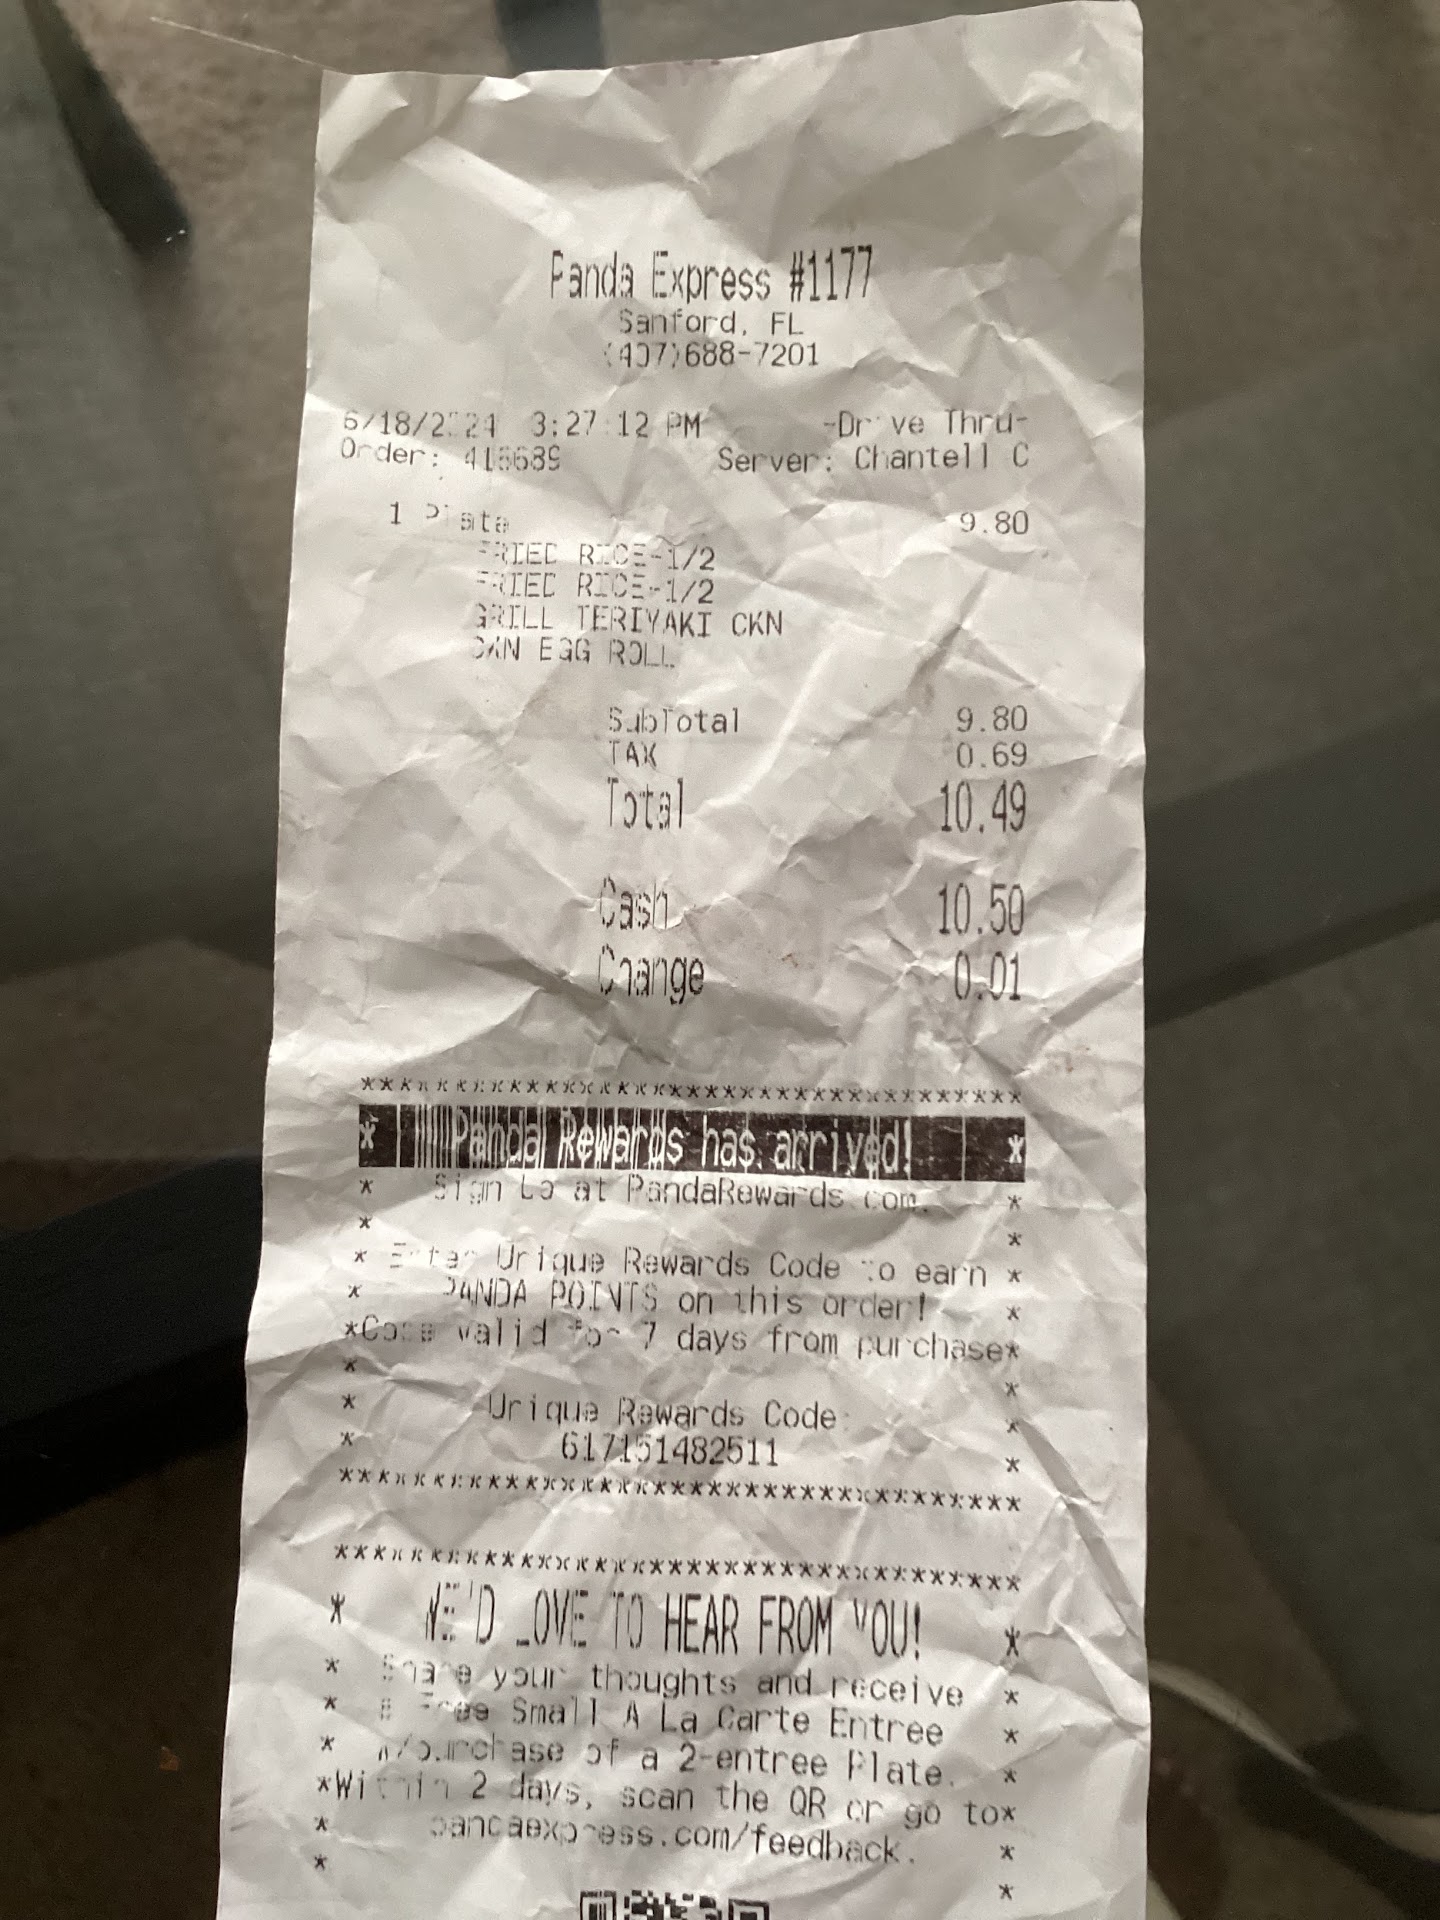 Panda Express #1177
Sanford, FL
(407)688-7201
6/18/2024 3:27:12 PM -Drive Thru-
Order: Server: Chantell C
1 Plate 9.80
FRIED RICE-1/2
FRIED RICE-1/2
GRILL TERIYAKI CKN
CKN EGG ROLL
SubTotal 9.80
TAX 0.69
Total 10.49
Cash 10.50
Change 0.01
****************************************
* Panda Rewards has arrived! *
* Sign Up at PandaRewards.com. *
* *
* Enter Unique Rewards Code to earn *
* PANDA POINTS on this order! *
*Code valid for 7 days from purchase*
* *
* Unique Rewards Code: *
* 617151482511 *
****************************************
****************************************
* WE'D LOVE TO HEAR FROM YOU! *
* Share your thoughts and receive *
* a Free Small A La Carte Entree *
* w/purchase of a 2-entree Plate. *
*Within 2 days, scan the QR or go to*
* pandaexpress.com/feedback. *
* *